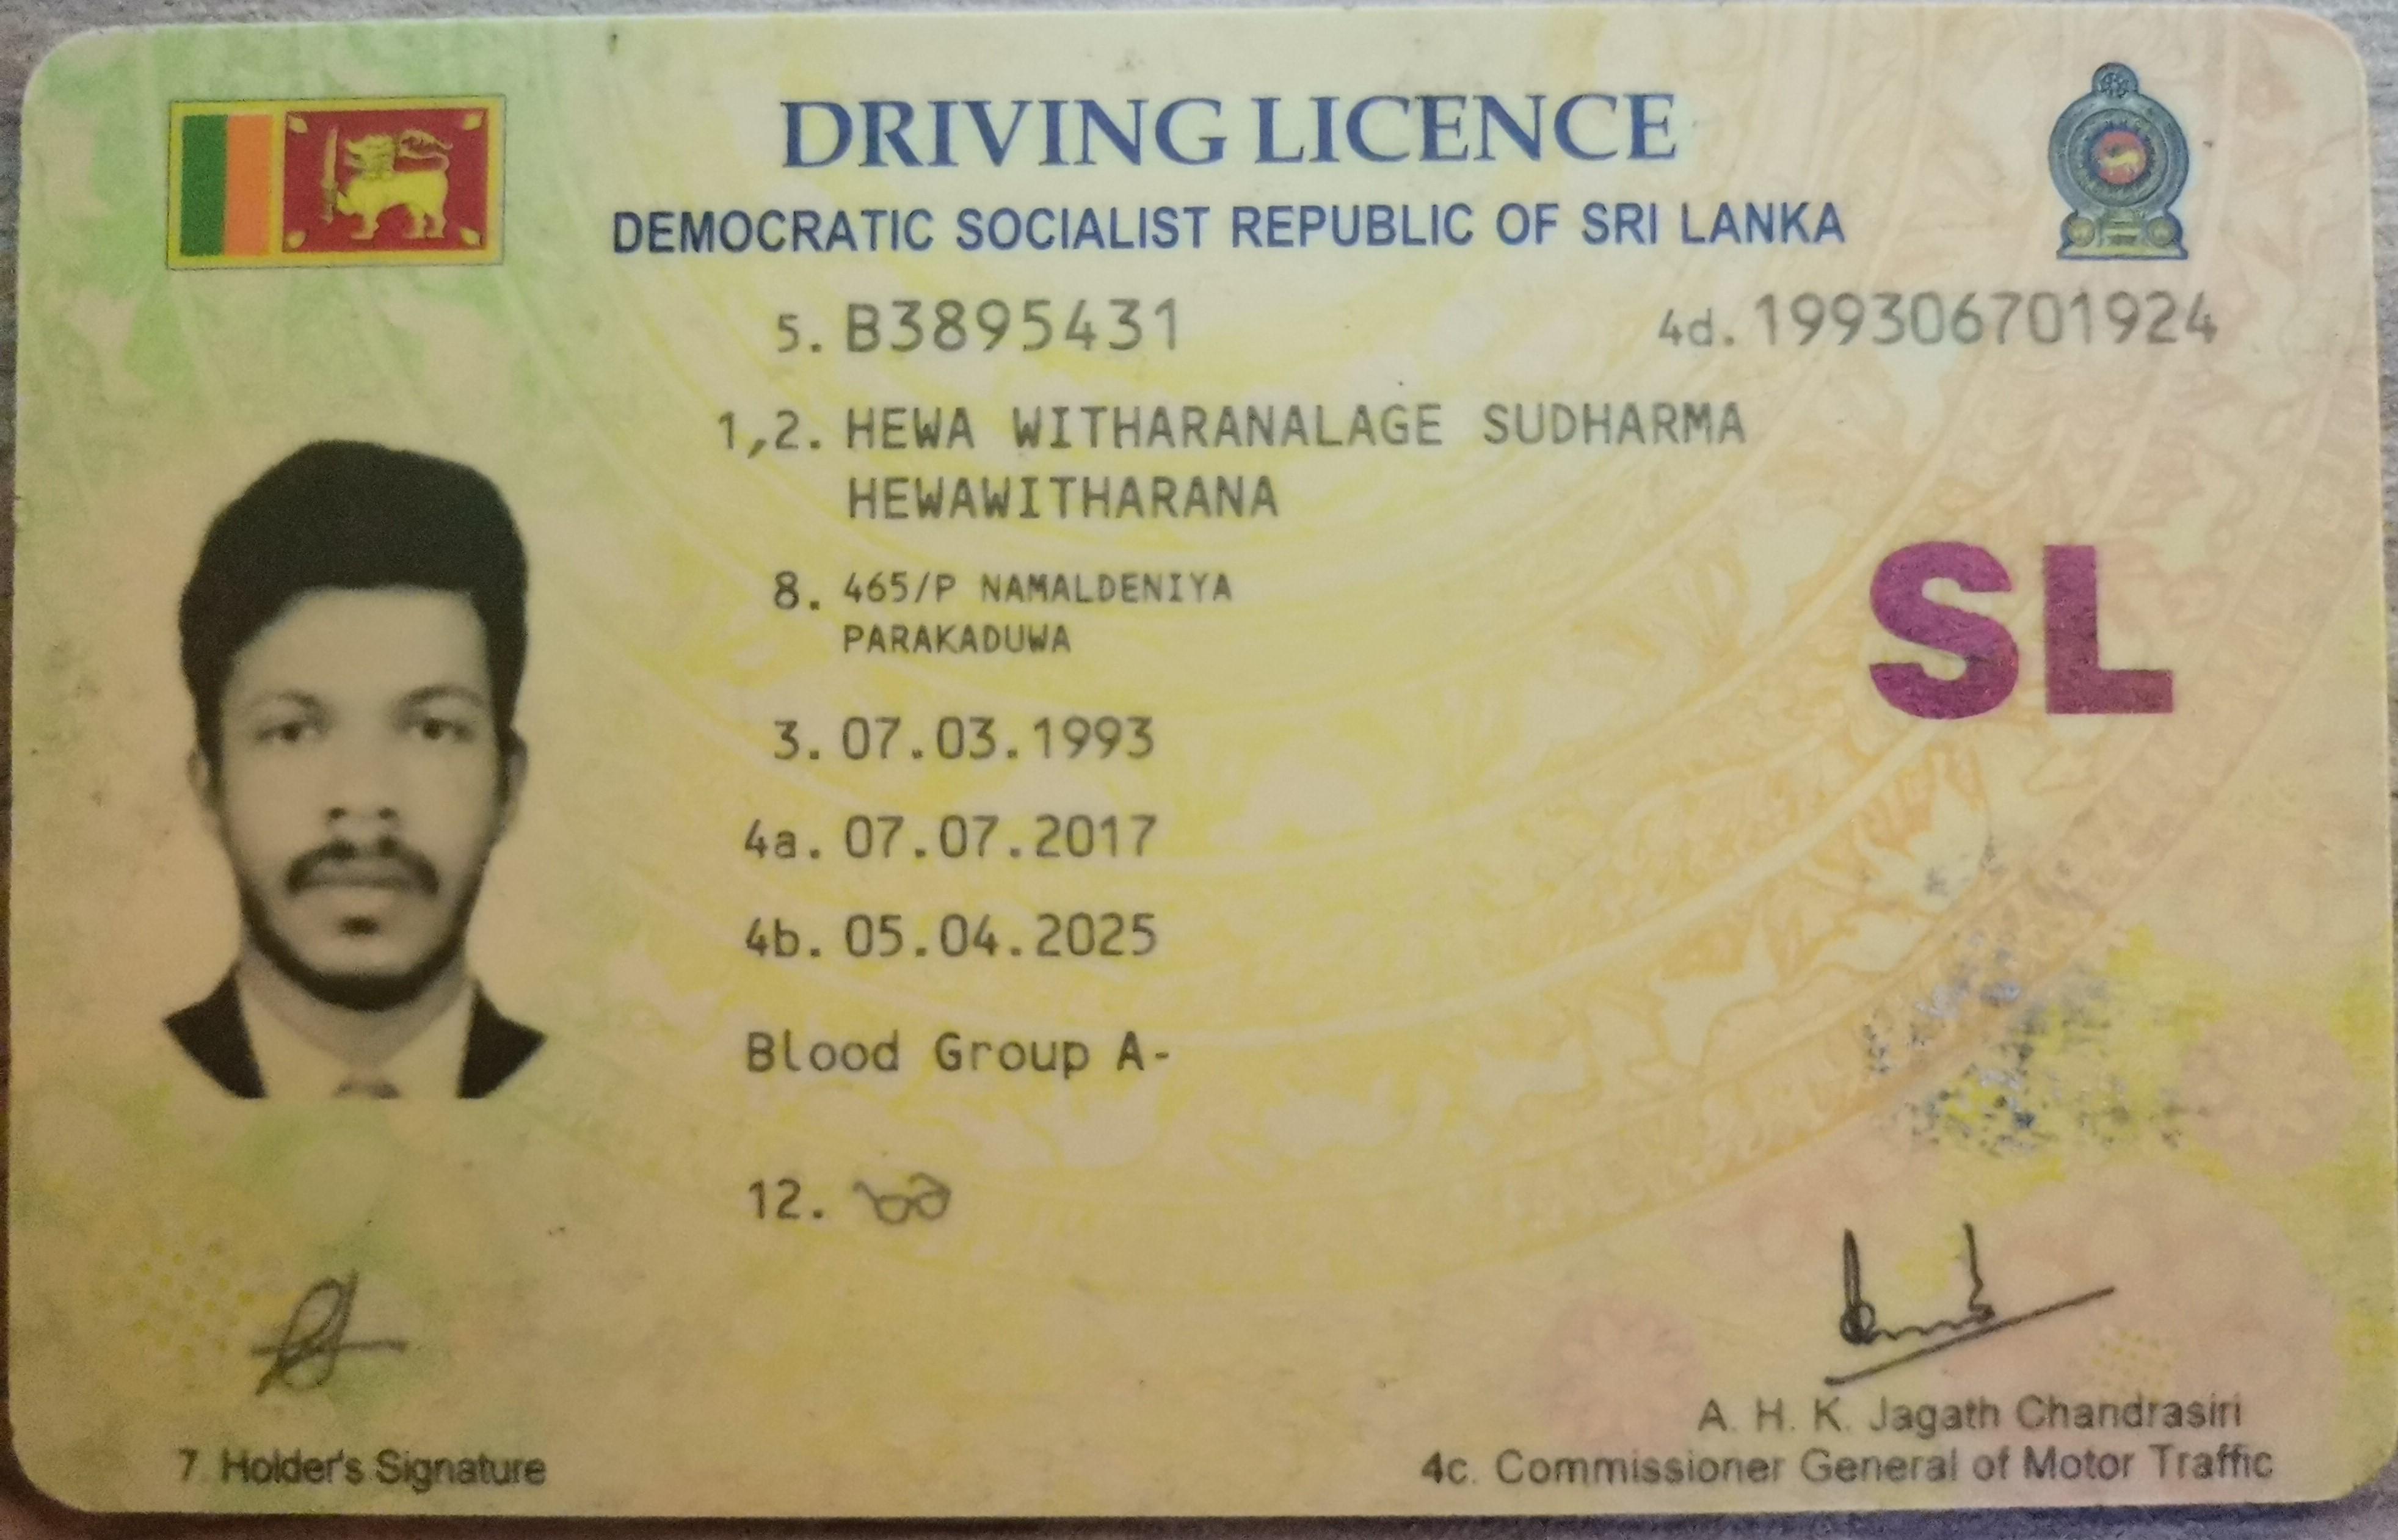 DRIVING LICENCE
DEMOCRATIC SOCIALIST REPUBLIC OF SRI LANKA
5. B3895431 4d. 199306701924
1,2. HEWA WITHARANALAGE SUDHARMA
HEWAWITHARANA
8. 465/P NAMALDENIYA
PARAKADUWA
SL
3. 07.03.1993
4a. 07.07.2017
4b. 05.04.2025
Blood Group A-
12.
A. H. K. Jagath Chandrasiri
7. Holder's Signature 4c. Commissioner General of Motor Traffic